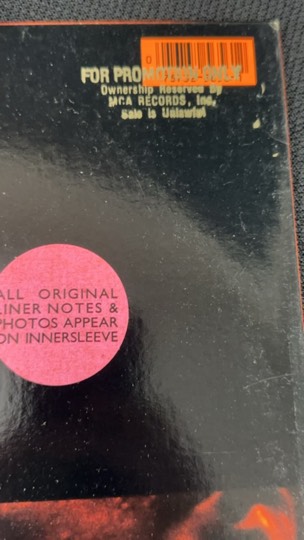 FOR PROMOTION ONLY
Ownership Reserved By
MCA RECORDS, Inc.
Sale is Unlawful
ALL ORIGINAL
LINER NOTES &
PHOTOS APPEAR
ON INNERSLEEVE